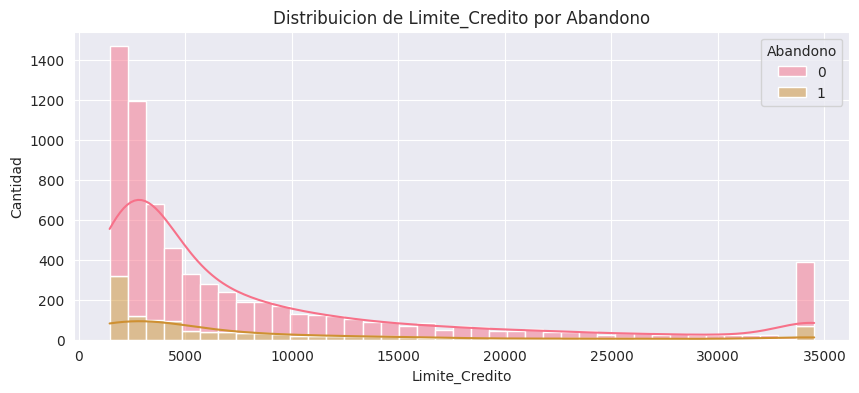 Distribuicion de Limite_Credito por Abandono
Abandono
0
1
Cantidad
1400
1200
1000
800
600
400
200
0
0 5000 10000 15000 20000 25000 30000 35000
Limite_Credito